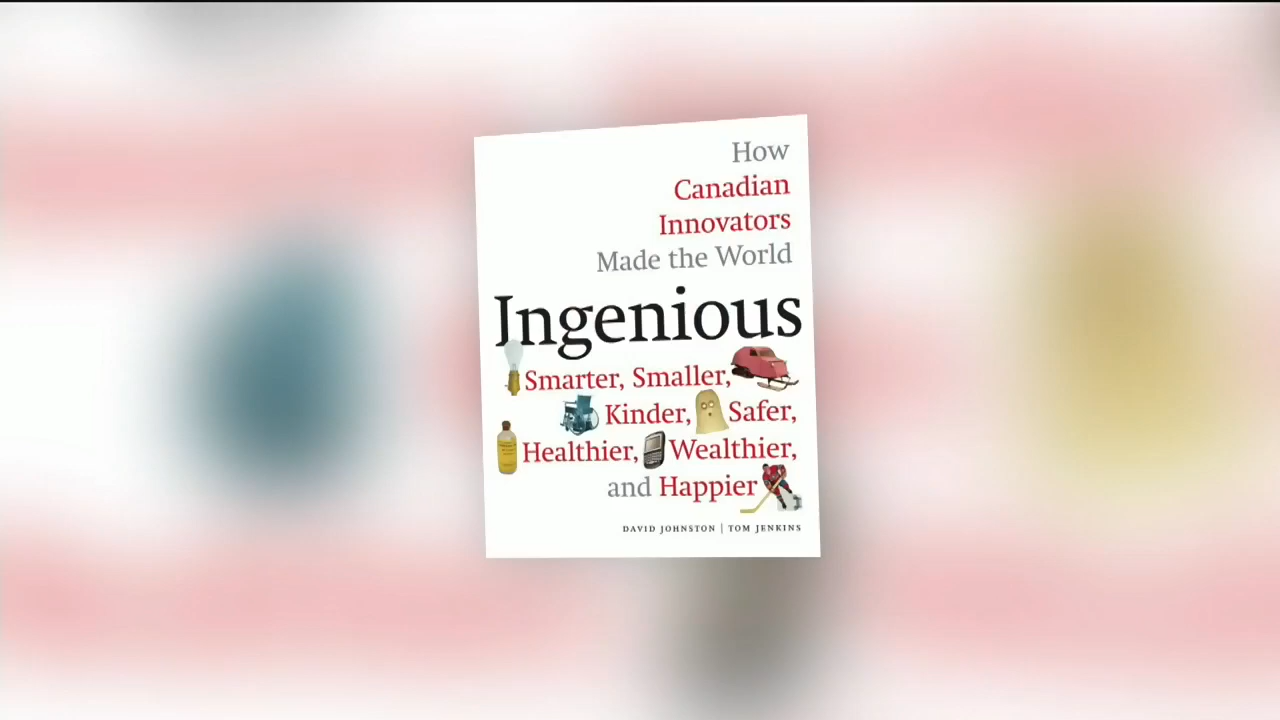 How
Canadian
Innovators
Made the World
Ingenious
Smarter, Smaller,
Kinder, Safer,
Healthier, Wealthier,
and Happier
DAVID JOHNSTON | TOM JENKINS